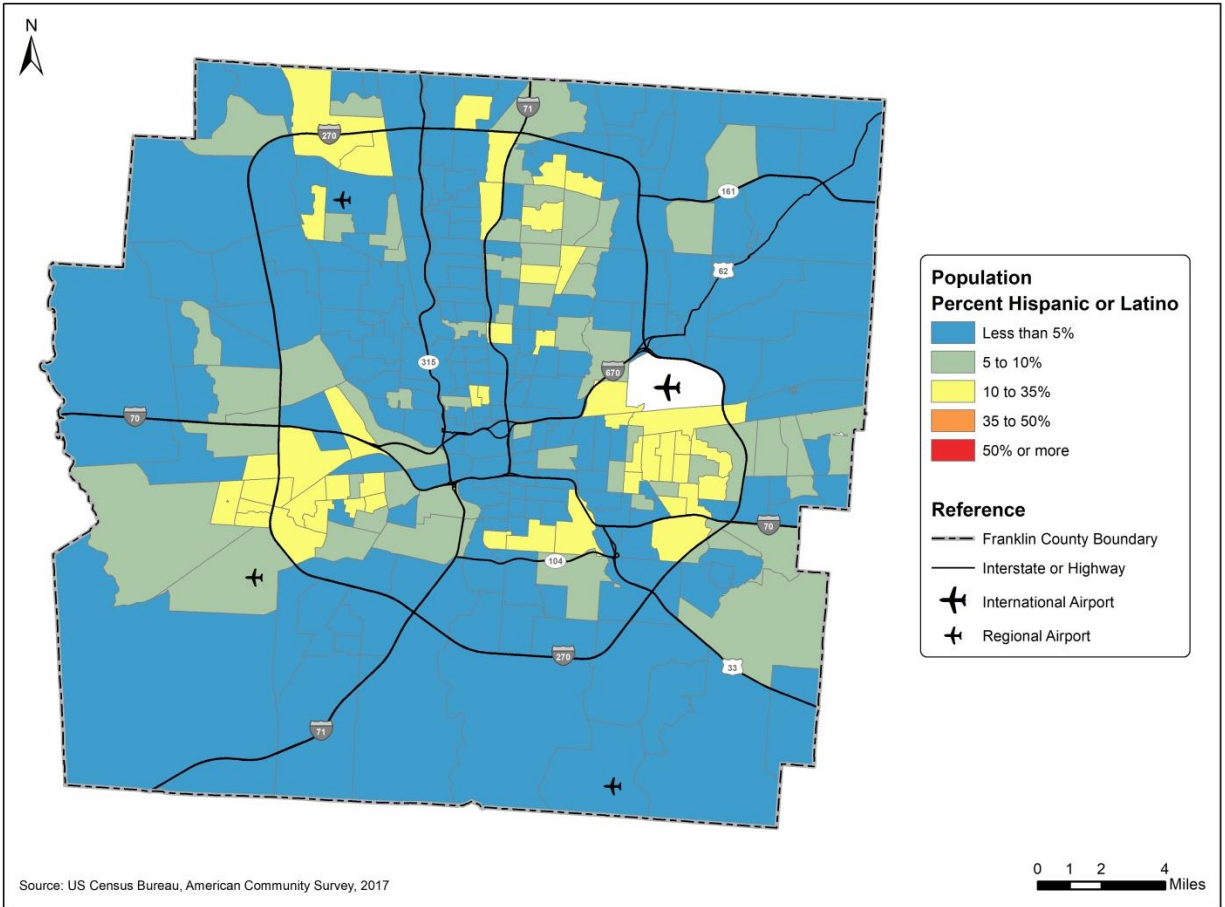 N
71
270
161
62
315
670
70
70
104
33
270
71
Population
Percent Hispanic or Latino
Less than 5%
5 to 10%
10 to 35%
35 to 50%
50% or more
Reference
Franklin County Boundary
Interstate or Highway
International Airport
Regional Airport
0 1 2 4
Miles
Source: US Census Bureau, American Community Survey, 2017